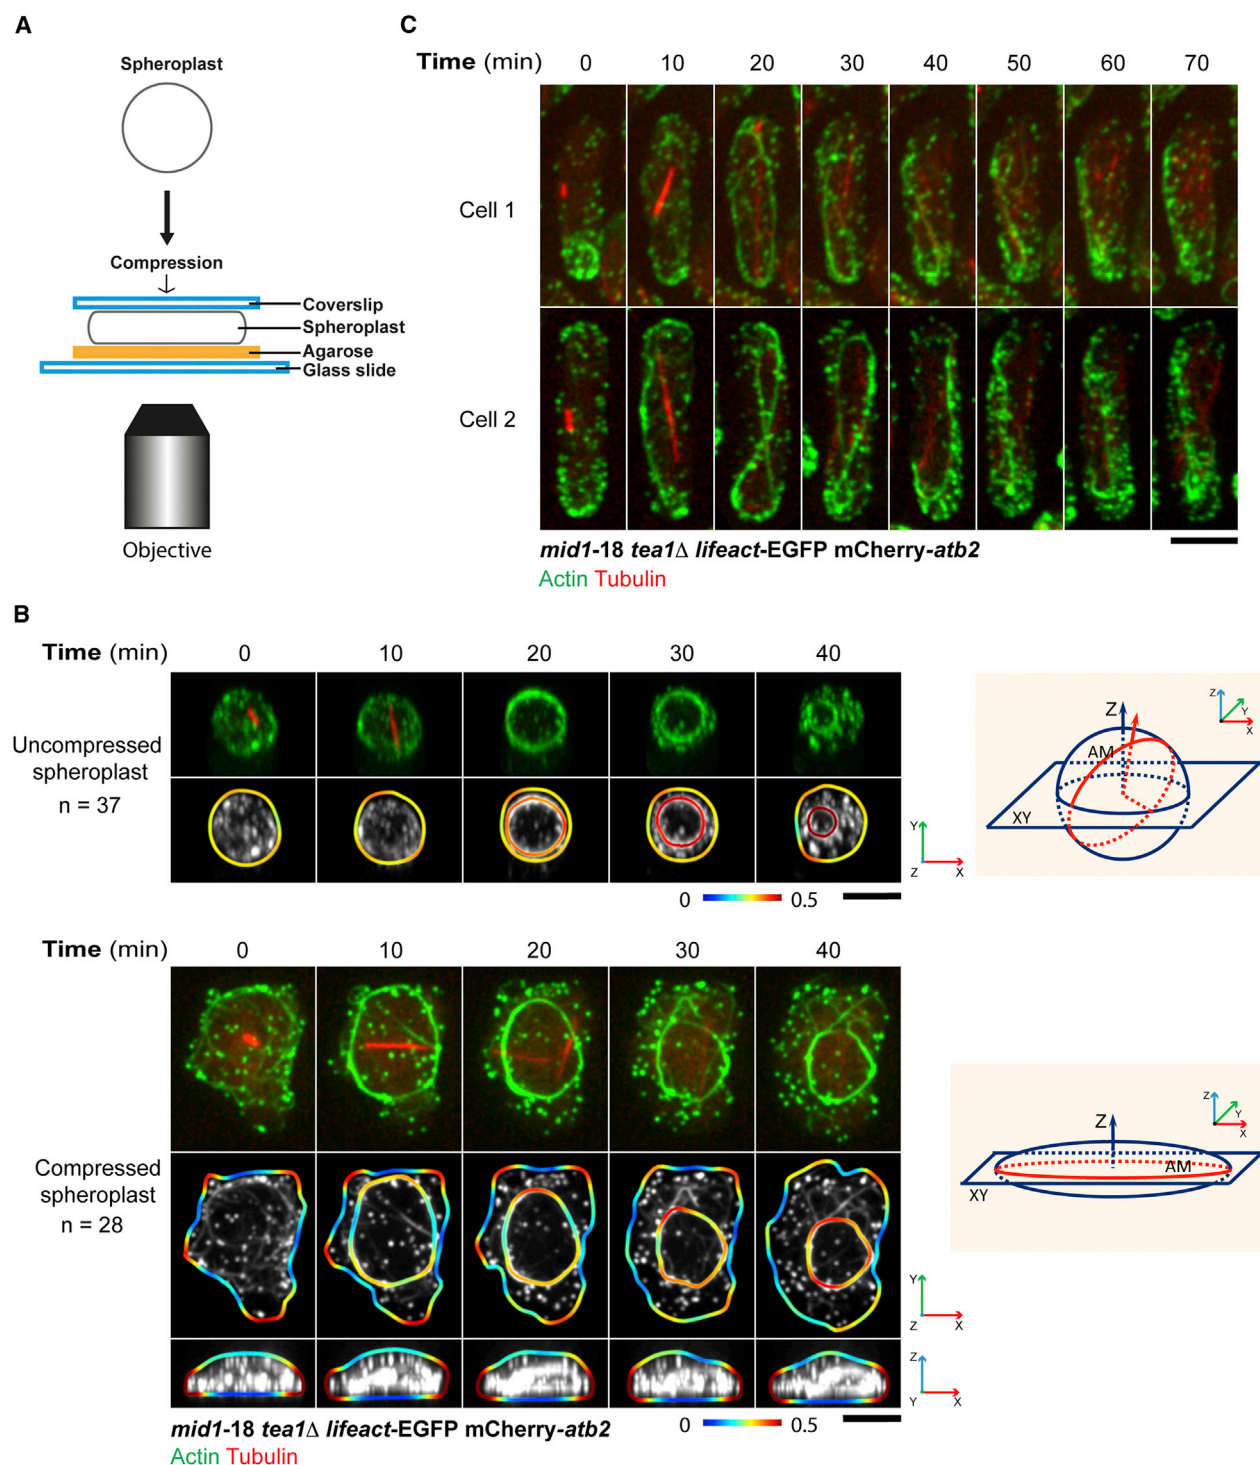 A
Spheroplast
Compression
Coverslip
Spheroplast
Agarose
Glass slide
Objective
C
Time (min) 0 10 20 30 40 50 60 70
Cell 1
Cell 2
mid1-18 tea1Δ lifeact-EGFP mCherry-atb2
Actin Tubulin
B
Time (min) 0 10 20 30 40
Uncompressed
spheroplast
n = 37
0 0.5
Y
Z X
Z
AM
XY
Z
Y
X
Time (min) 0 10 20 30 40
Compressed
spheroplast
n = 28
Y
Z X
Z
Y X
0 0.5
mid1-18 tea1Δ lifeact-EGFP mCherry-atb2
Actin Tubulin
Z
AM
XY
Z
Y
X